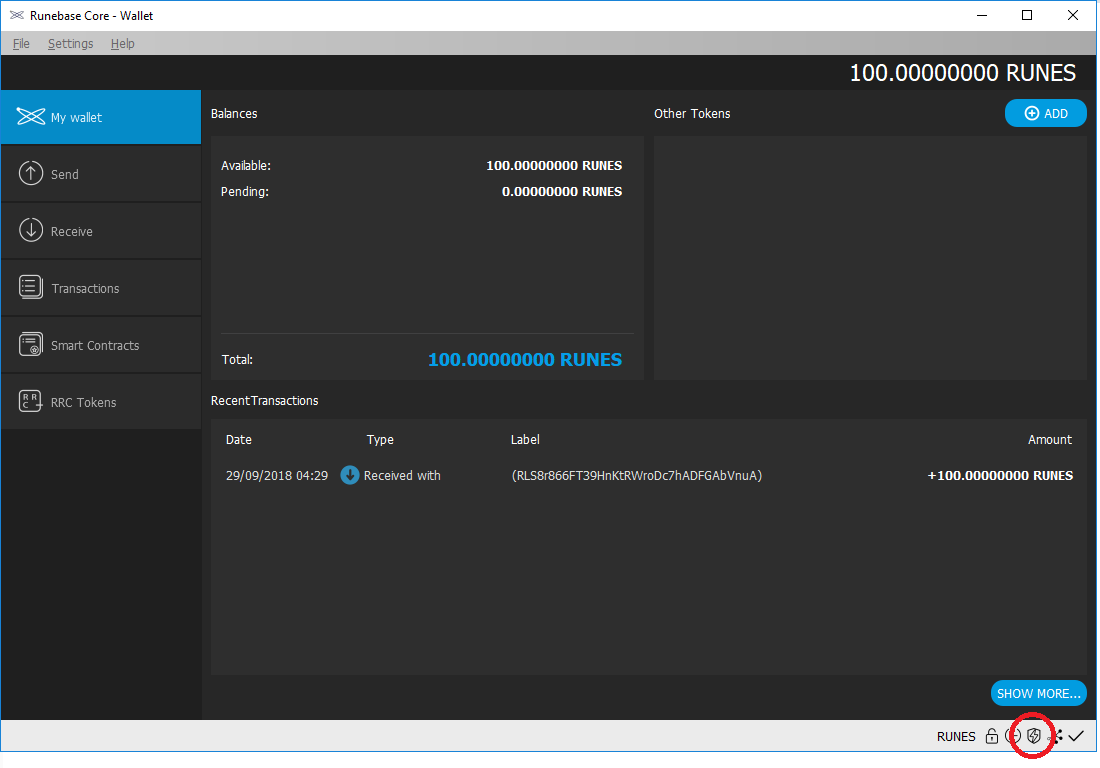 Runebase Core - Wallet
File Settings Help
100.00000000 RUNES
My wallet
Send
Receive
Transactions
Smart Contracts
RRC Tokens
Balances
Available: 100.00000000 RUNES
Pending: 0.00000000 RUNES
Total: 100.00000000 RUNES
Other Tokens
ADD
RecentTransactions
Date Type Label Amount
29/09/2018 04:29 Received with (RLS8r866FT39HnKtRWroDc7hADFGAbVnuA) +100.00000000 RUNES
SHOW MORE...
RUNES